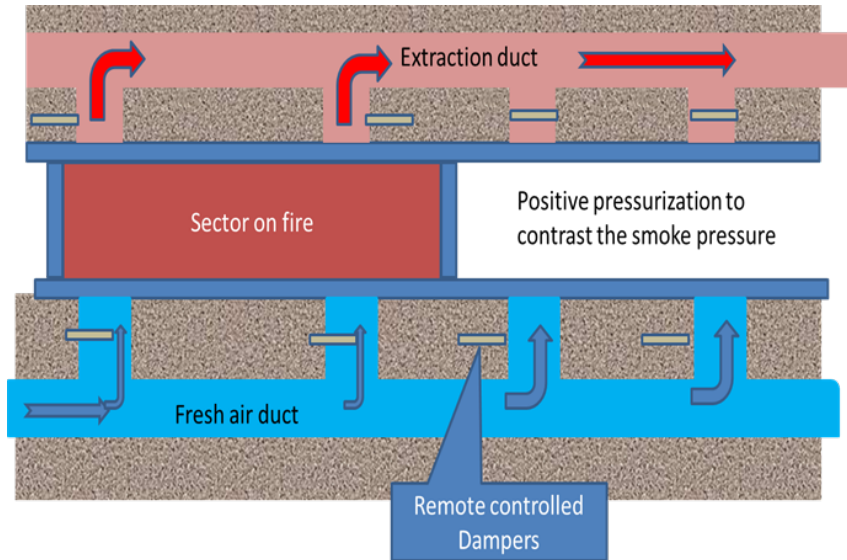 Extraction duct
Sector on fire
Positive pressurization to
contrast the smoke pressure
Fresh air duct
Remote controlled
Dampers